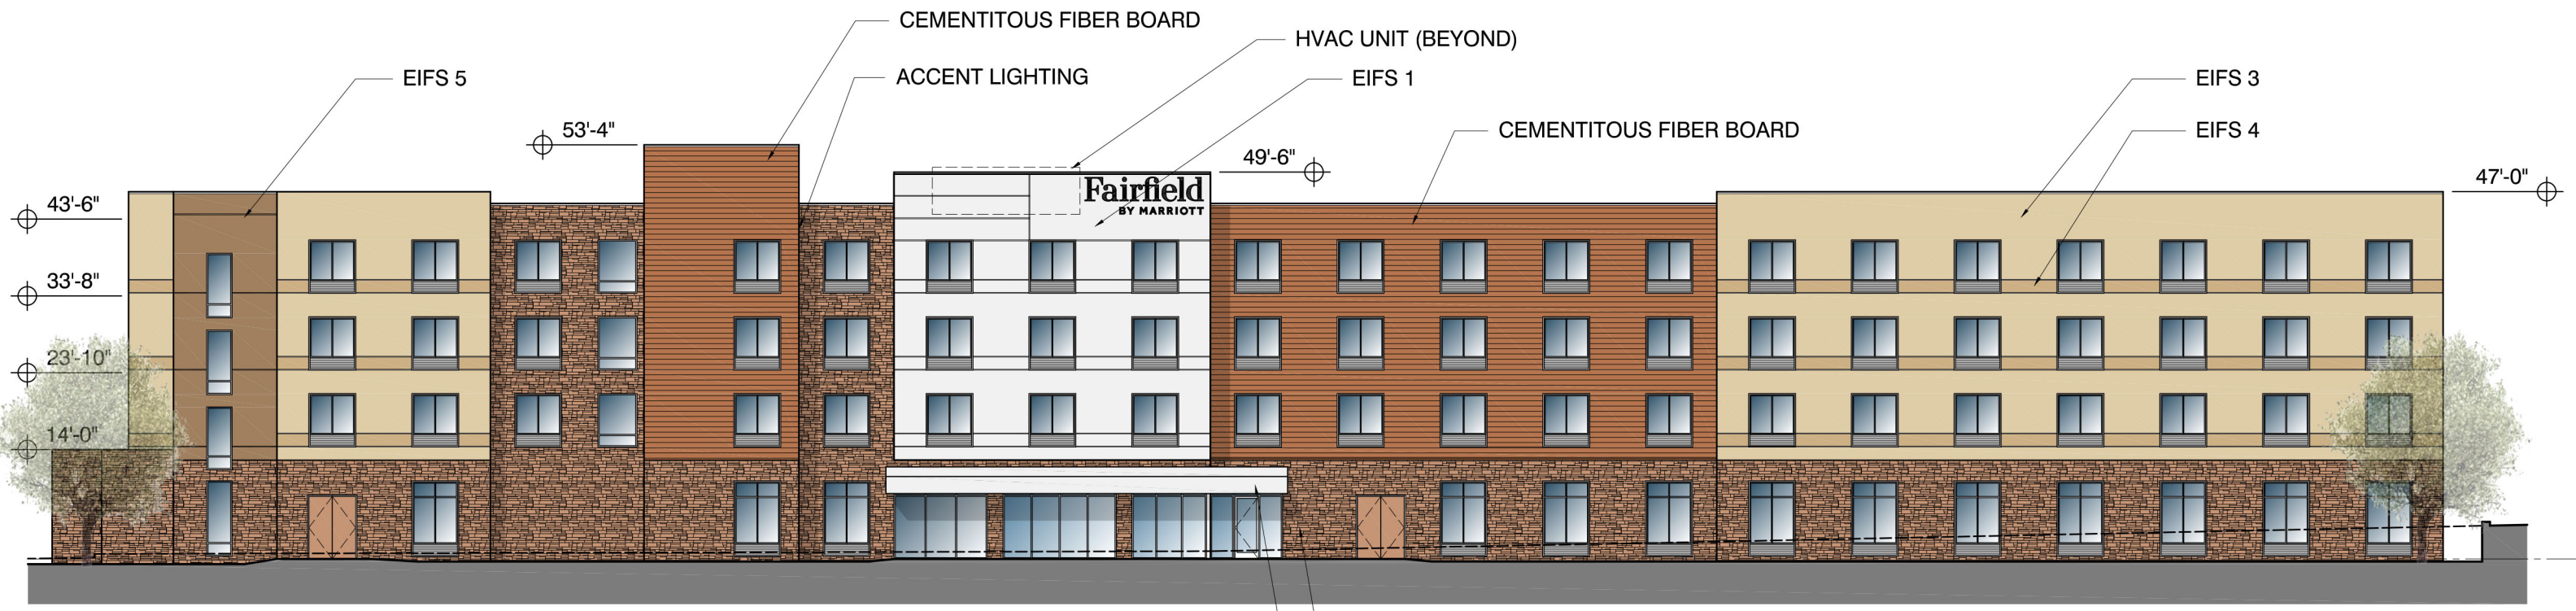 CEMENTITOUS FIBER BOARD
HVAC UNIT (BEYOND)
EIFS 5
ACCENT LIGHTING
EIFS 1
EIFS 3
53'-4"
CEMENTITOUS FIBER BOARD
EIFS 4
49'-6"
47'-0"
43'-6"
Fairfield
BY MARRIOTT
33'-8"
23'-10"
14'-0"